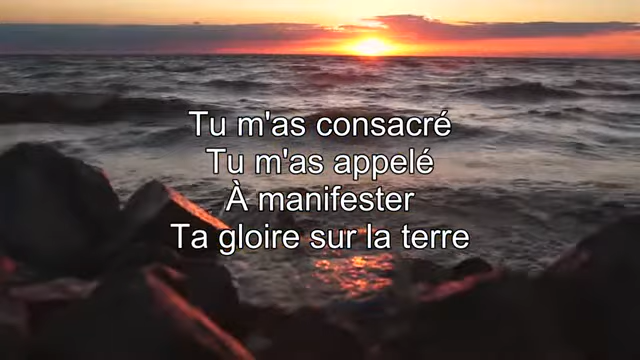 Tu m'as consacré
Tu m'as appelé
À manifester
Ta gloire sur la terre